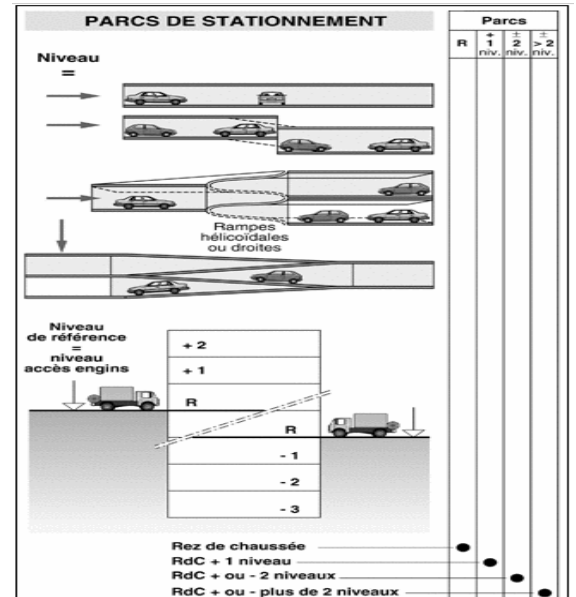 PARCS DE STATIONNEMENT
Parcs
R
+
1
niv.
±
2
niv.
±
> 2
niv.
Niveau
=
Rampes
hélicoïdales
ou droites
Niveau
de référence
=
niveau
accès engins
+ 2
+ 1
R
R
- 1
- 2
- 3
Rez de chaussée
RdC + 1 niveau
RdC + ou - 2 niveaux
RdC + ou - plus de 2 niveaux